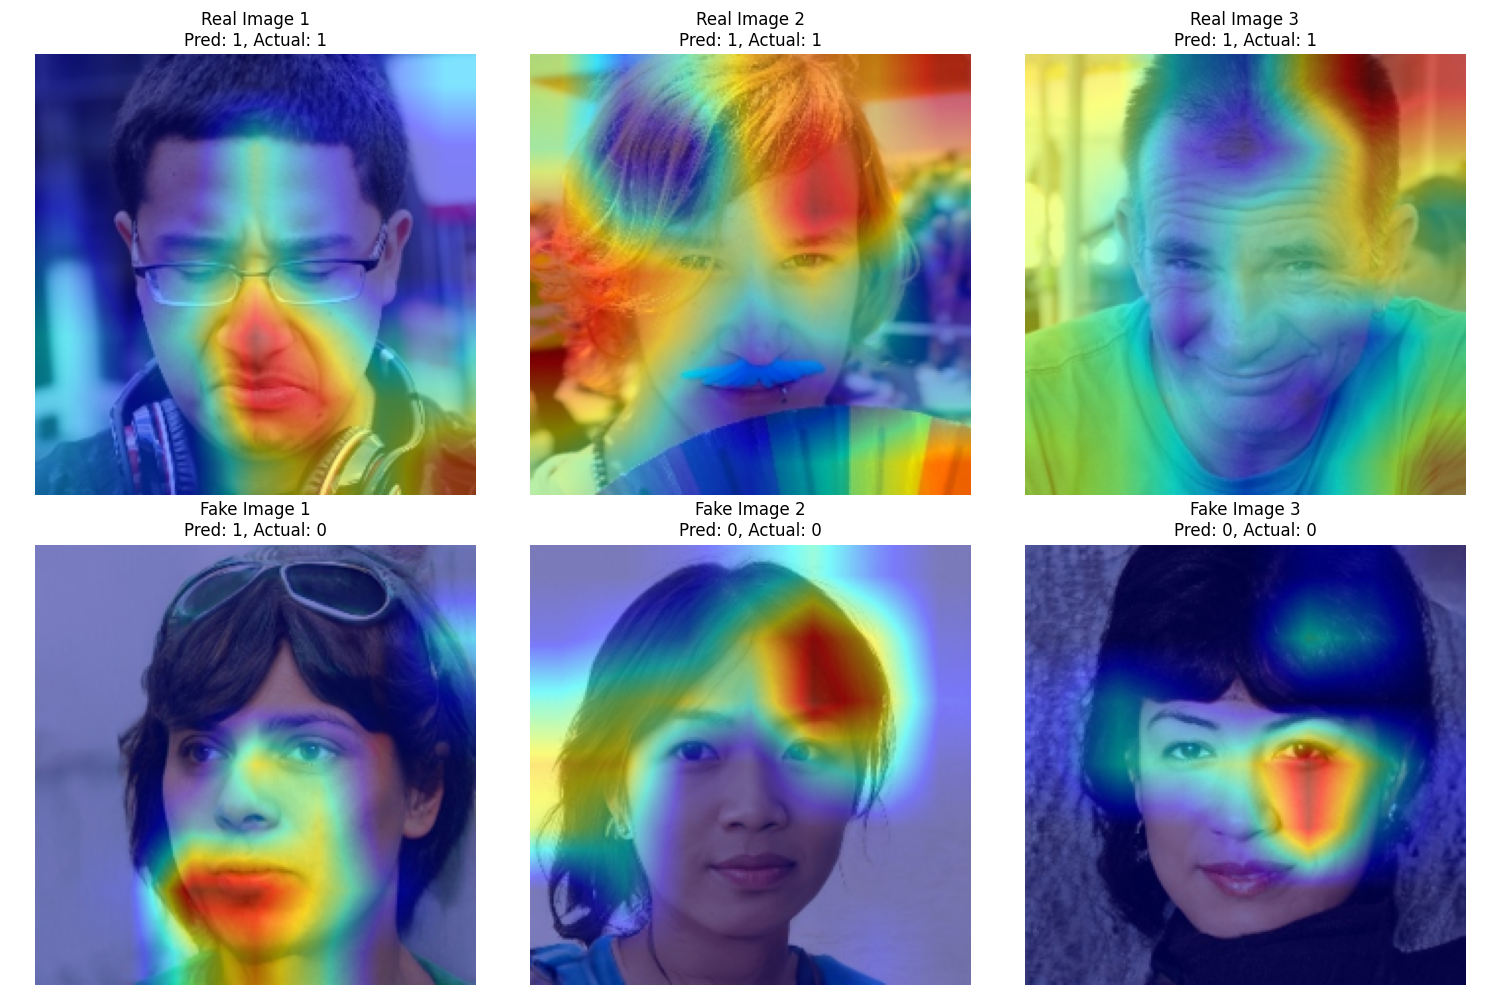 Real Image 1
Pred: 1, Actual: 1
Real Image 2
Pred: 1, Actual: 1
Real Image 3
Pred: 1, Actual: 1
Fake Image 1
Pred: 1, Actual: 0
Fake Image 2
Pred: 0, Actual: 0
Fake Image 3
Pred: 0, Actual: 0